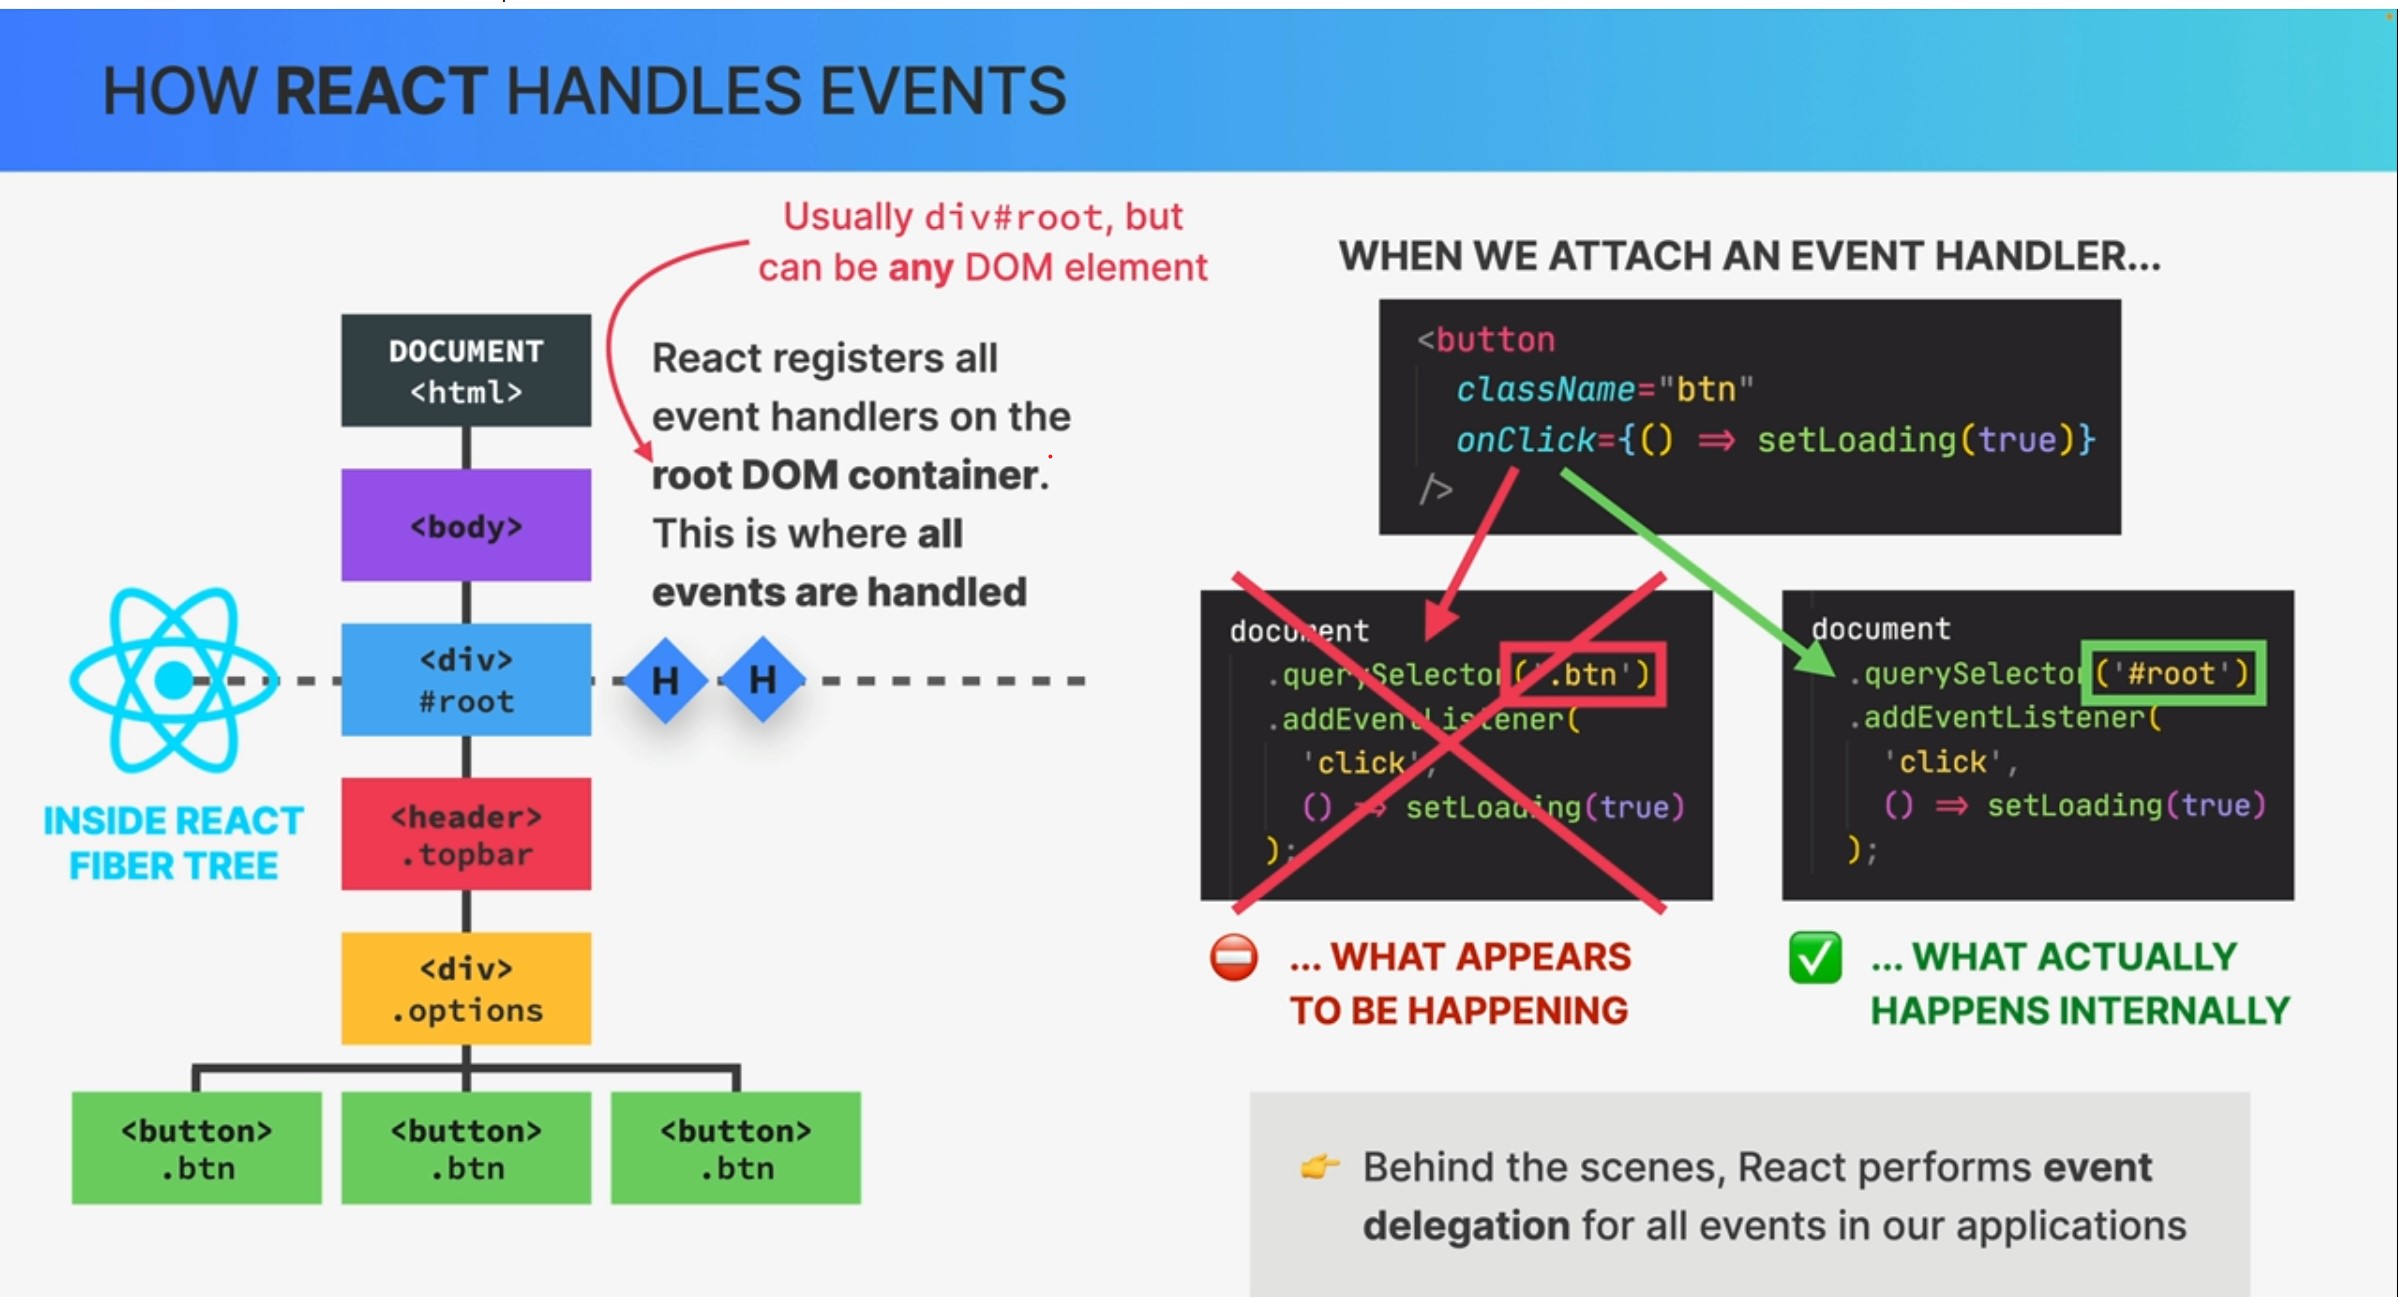 HOW REACT HANDLES EVENTS
Usually div#root, but
can be any DOM element
DOCUMENT
<html>
<body>
<div>
#root
<header>
.topbar
<div>
.options
<button>
.btn
<button>
.btn
<button>
.btn
INSIDE REACT
FIBER TREE
React registers all
event handlers on the
root DOM container.
This is where all
events are handled
H
H
WHEN WE ATTACH AN EVENT HANDLER...
<button
className="btn"
onClick={() => setLoading(true)}
/>
document
.querySelector('.btn')
.addEventListener(
'click',
() => setLoading(true)
);
... WHAT APPEARS
TO BE HAPPENING
document
.querySelector('#root')
.addEventListener(
'click',
() => setLoading(true)
);
... WHAT ACTUALLY
HAPPENS INTERNALLY
👉 Behind the scenes, React performs event
delegation for all events in our applications